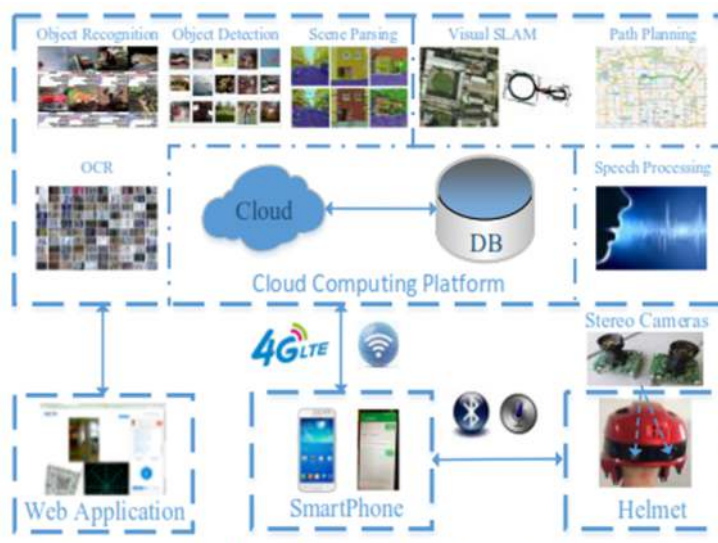 Object Recognition
Object Detection
Scene Parsing
Visual SLAM
Path Planning
OCR
Cloud
DB
Speech Processing
Cloud Computing Platform
4G LTE
Stereo Cameras
Web Application
SmartPhone
Helmet